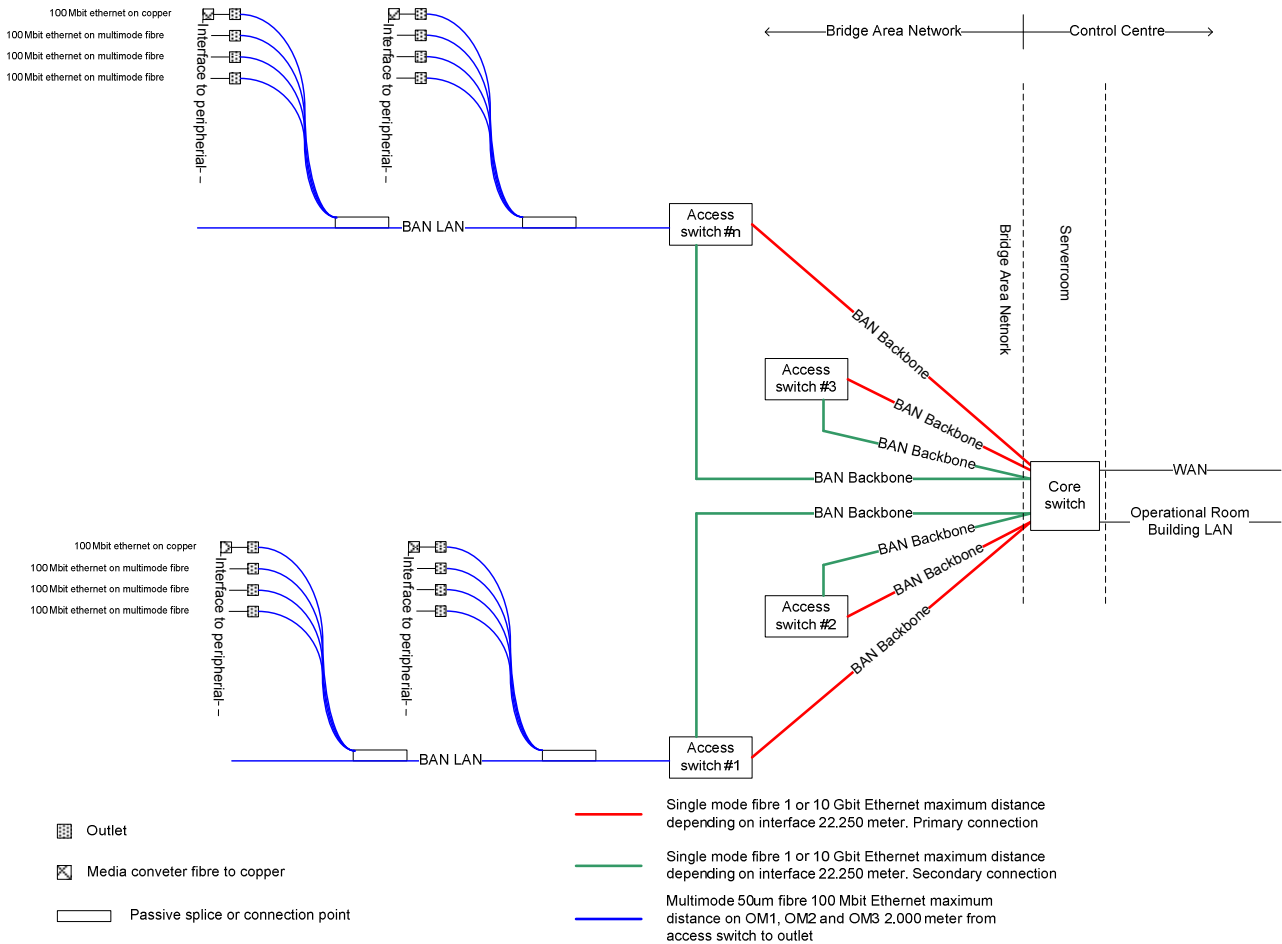 100 Mbit ethernet on copper
100 Mbit ethernet on multimode fibre
100 Mbit ethernet on multimode fibre
100 Mbit ethernet on multimode fibre
Interface to peripherial--
Interface to peripherial--
Bridge Area Network
Control Centre
BAN LAN
Access
switch #n
Bridge Area Netnork
Serverroom
BAN Backbone
Access
switch #3
BAN Backbone
BAN Backbone
BAN Backbone
Core
switch
WAN
Operational Room
Building LAN
BAN Backbone
BAN Backbone
BAN Backbone
BAN Backbone
Access
switch #2
100 Mbit ethernet on copper
100 Mbit ethernet on multimode fibre
100 Mbit ethernet on multimode fibre
100 Mbit ethernet on multimode fibre
Interface to peripherial--
Interface to peripherial--
BAN LAN
Access
switch #1
Outlet
Media conveter fibre to copper
Passive splice or connection point
Single mode fibre 1 or 10 Gbit Ethernet maximum distance
depending on interface 22.250 meter. Primary connection
Single mode fibre 1 or 10 Gbit Ethernet maximum distance
depending on interface 22.250 meter. Secondary connection
Multimode 50um fibre 100 Mbit Ethernet maximum
distance on OM1, OM2 and OM3 2,000 meter from
access switch to outlet